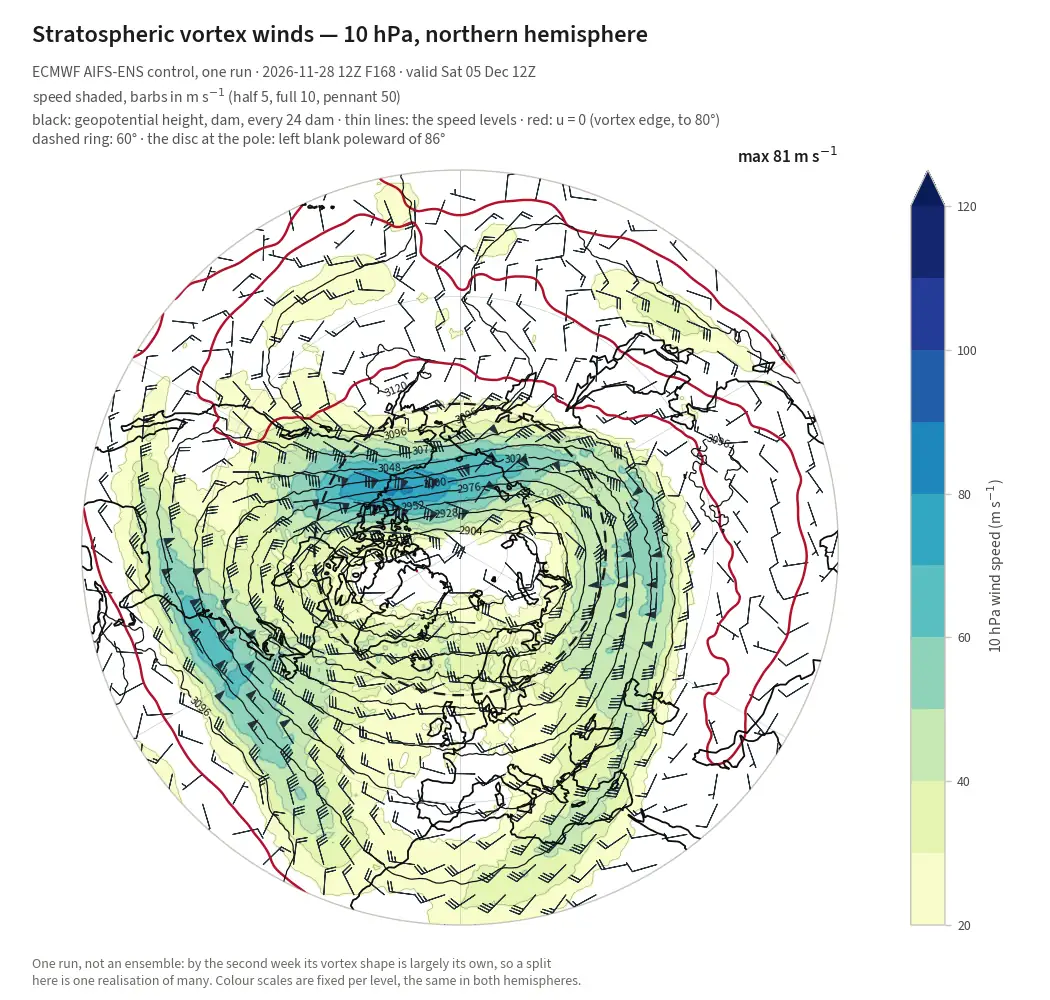 Stratospheric vortex winds — 10 hPa, northern hemisphere
ECMWF AIFS-ENS control, one run · 2026-11-28 12Z F168 · valid Sat 05 Dec 12Z
speed shaded, barbs in m s⁻¹ (half 5, full 10, pennant 50)
black: geopotential height, dam, every 24 dam · thin lines: the speed levels · red: u = 0 (vortex edge, to 80°)
dashed ring: 60° · the disc at the pole: left blank poleward of 86°
max 81 m s⁻¹
120
100
80
60
40
20
10 hPa wind speed (m s⁻¹)
3120
3096
3096
3048
2976
2952
2928
2904
3096
One run, not an ensemble: by the second week its vortex shape is largely its own, so a split
here is one realisation of many. Colour scales are fixed per level, the same in both hemispheres.